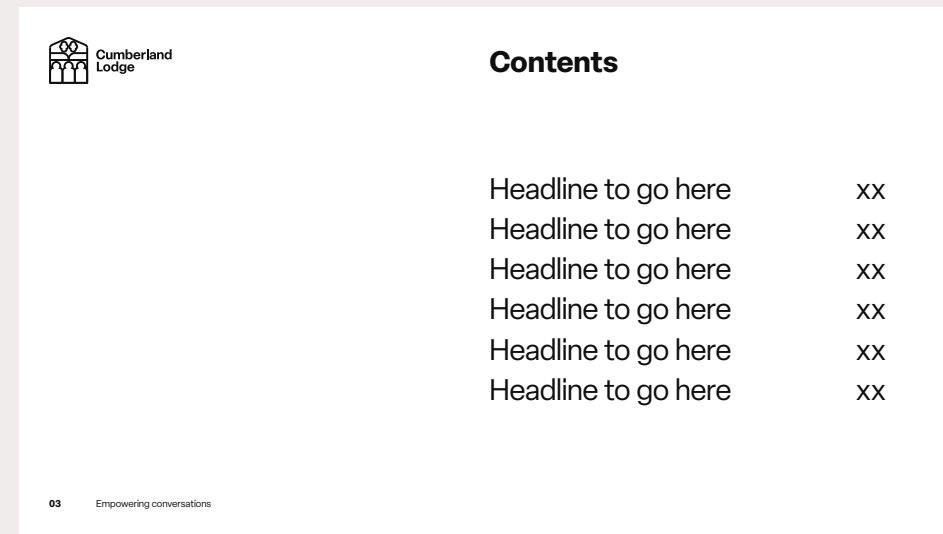 Cumberland
Lodge
Contents
Headline to go here xx
Headline to go here xx
Headline to go here xx
Headline to go here xx
Headline to go here xx
Headline to go here xx
03 Empowering conversations